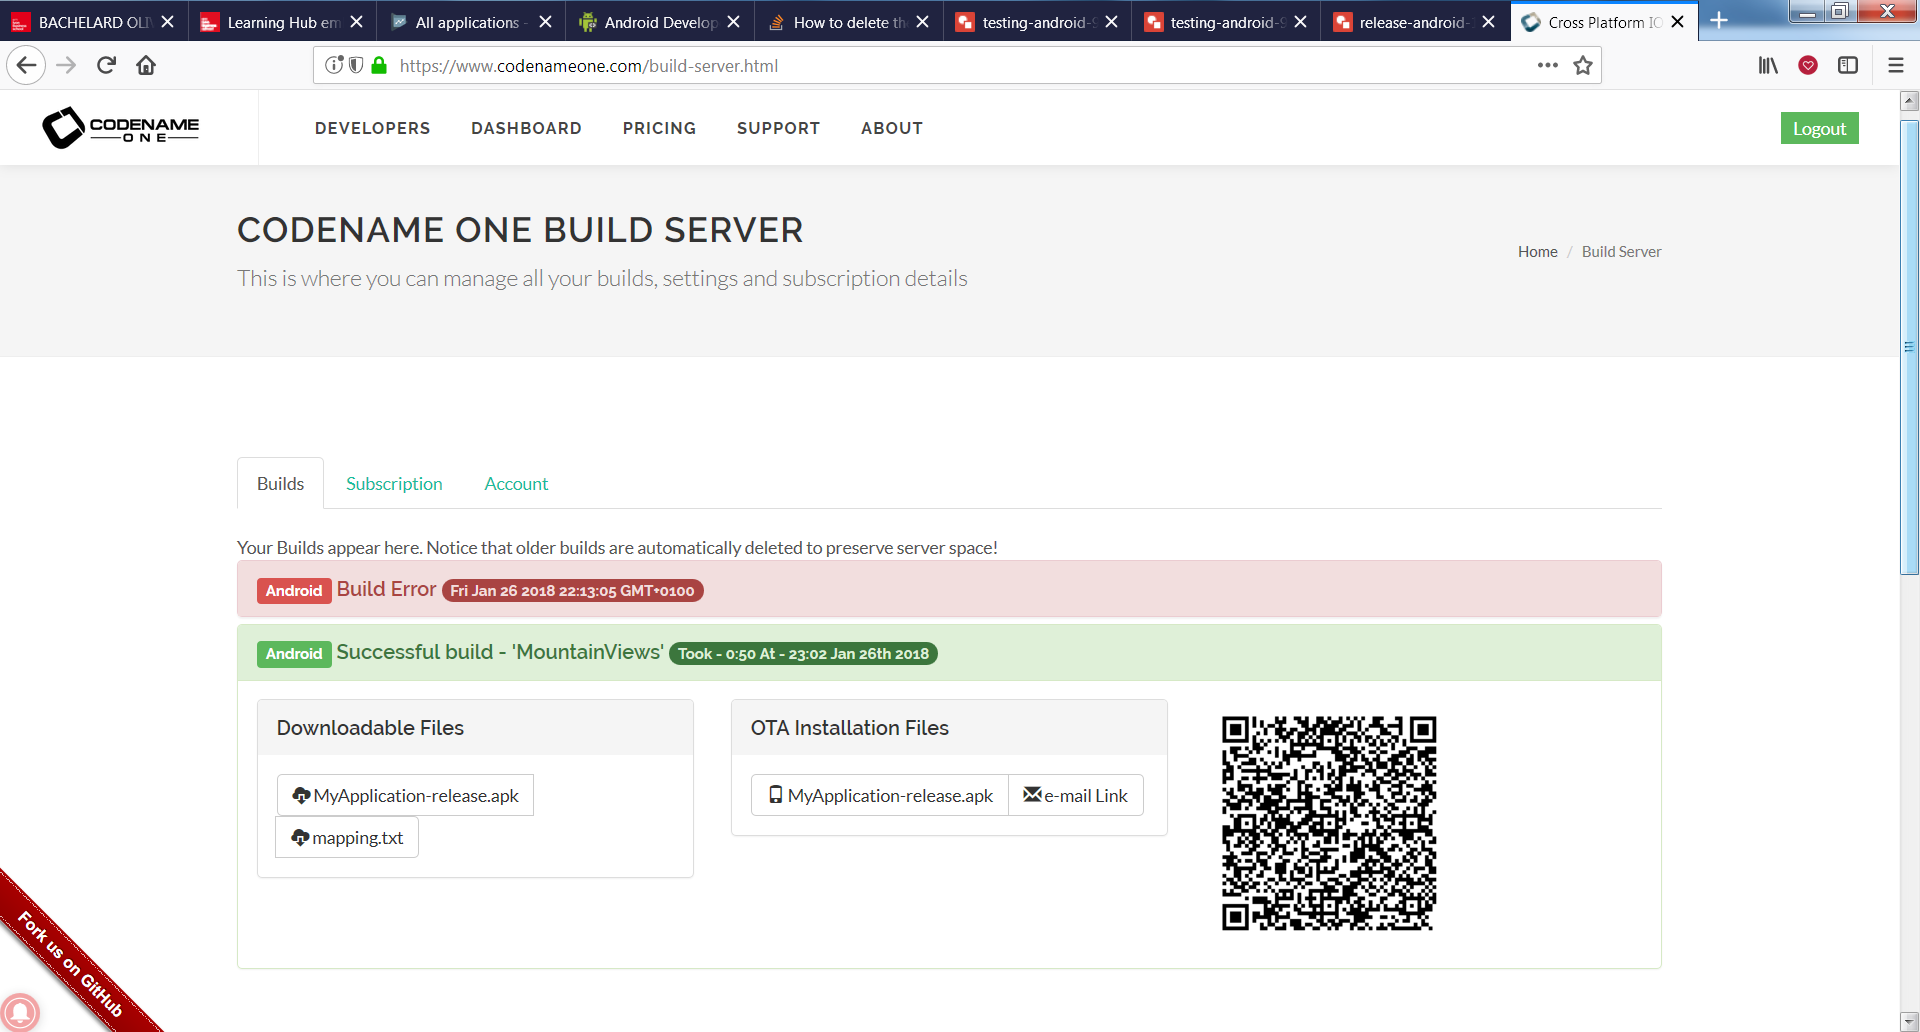 BACHELARD OLIV
Learning Hub em
All applications -
Android Develop
How to delete the
testing-android-9
testing-android-9
release-android-1
Cross Platform IO
https://www.codenameone.com/build-server.html
CODENAME
ONE
DEVELOPERS
DASHBOARD
PRICING
SUPPORT
ABOUT
Logout
CODENAME ONE BUILD SERVER
This is where you can manage all your builds, settings and subscription details
Home / Build Server
Builds
Subscription
Account
Your Builds appear here. Notice that older builds are automatically deleted to preserve server space!
Android Build Error Fri Jan 26 2018 22:13:05 GMT+0100
Android Successful build - 'MountainViews' Took - 0:50 At - 23:02 Jan 26th 2018
Downloadable Files
MyApplication-release.apk
mapping.txt
OTA Installation Files
MyApplication-release.apk
e-mail Link
Fork us on GitHub